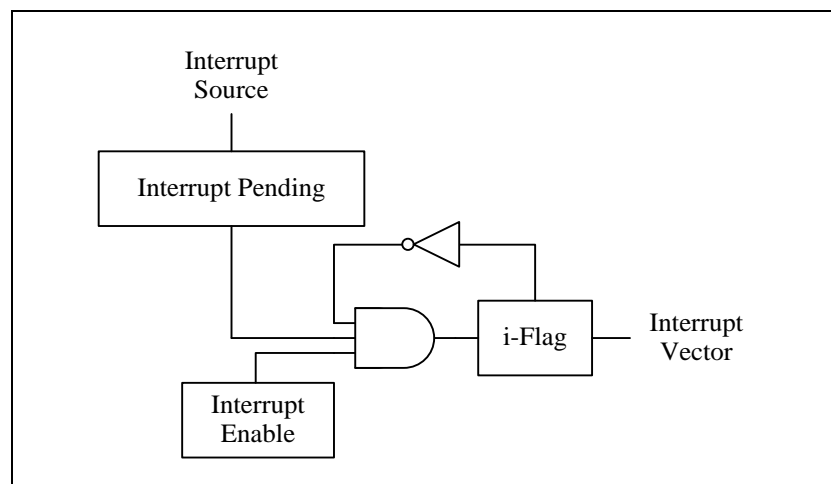 Interrupt
Source
Interrupt Pending
i-Flag
Interrupt
Vector
Interrupt
Enable